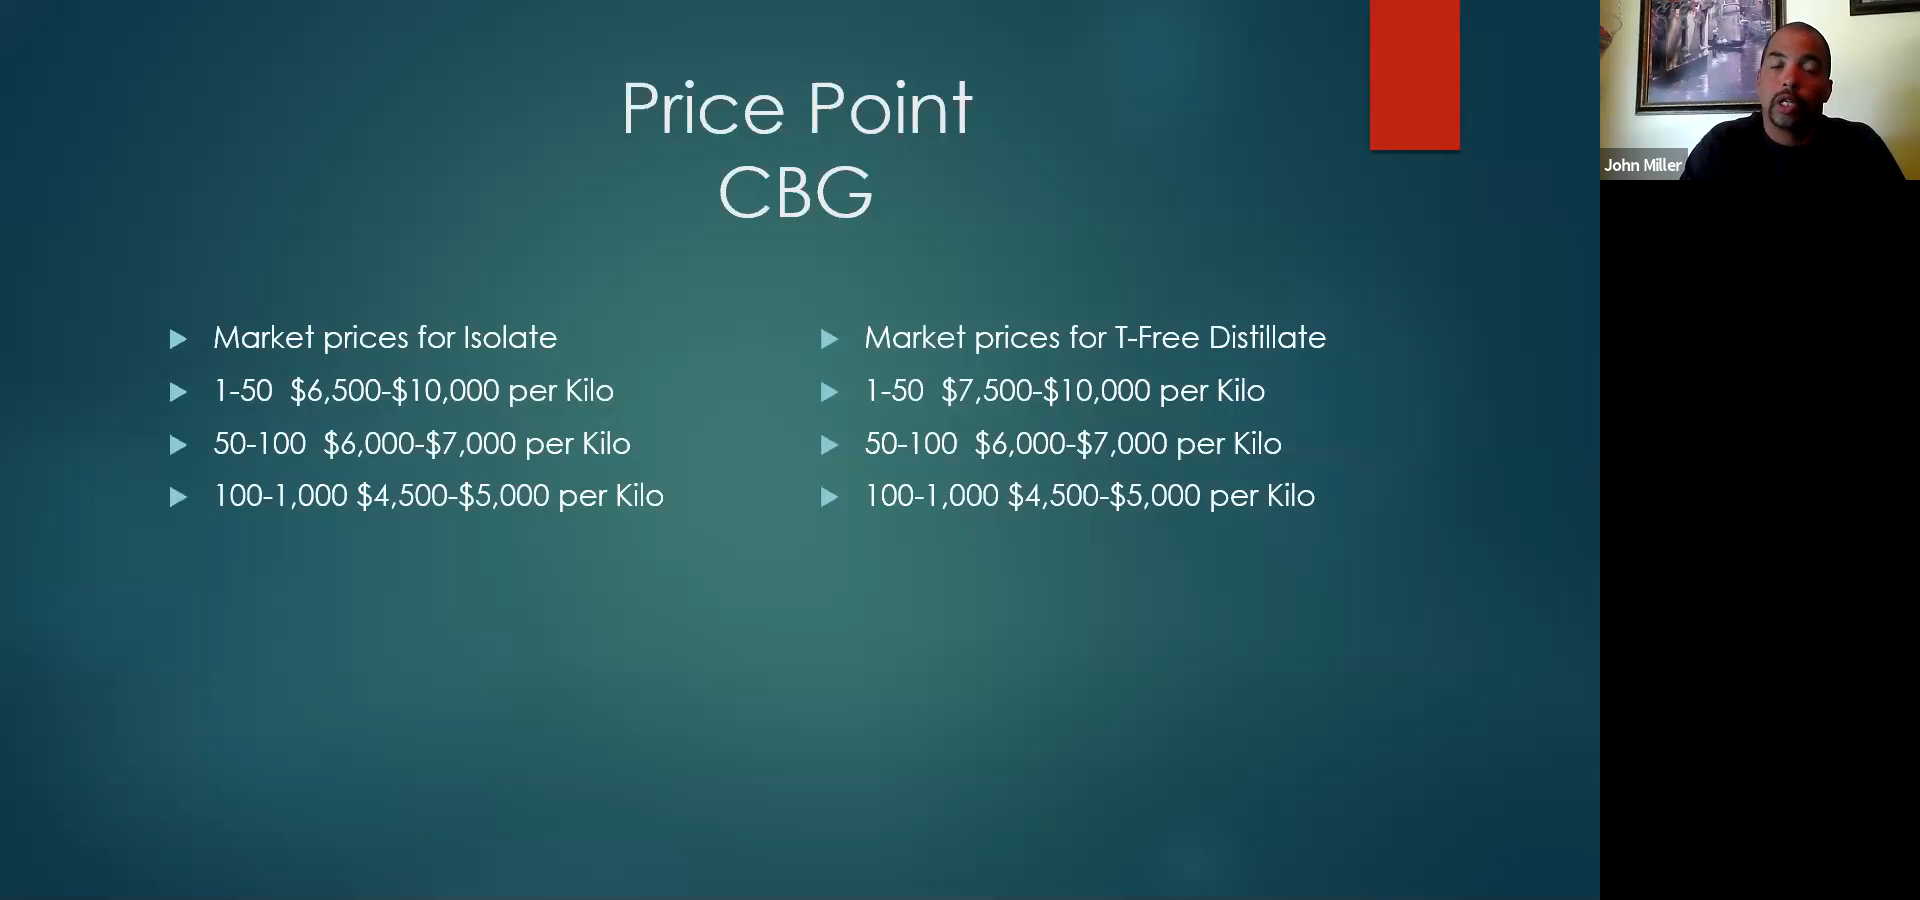 Price Point
CBG
Market prices for Isolate
1-50  $6,500-$10,000 per Kilo
50-100  $6,000-$7,000 per Kilo
100-1,000 $4,500-$5,000 per Kilo
Market prices for T-Free Distillate
1-50  $7,500-$10,000 per Kilo
50-100  $6,000-$7,000 per Kilo
100-1,000 $4,500-$5,000 per Kilo
John Miller